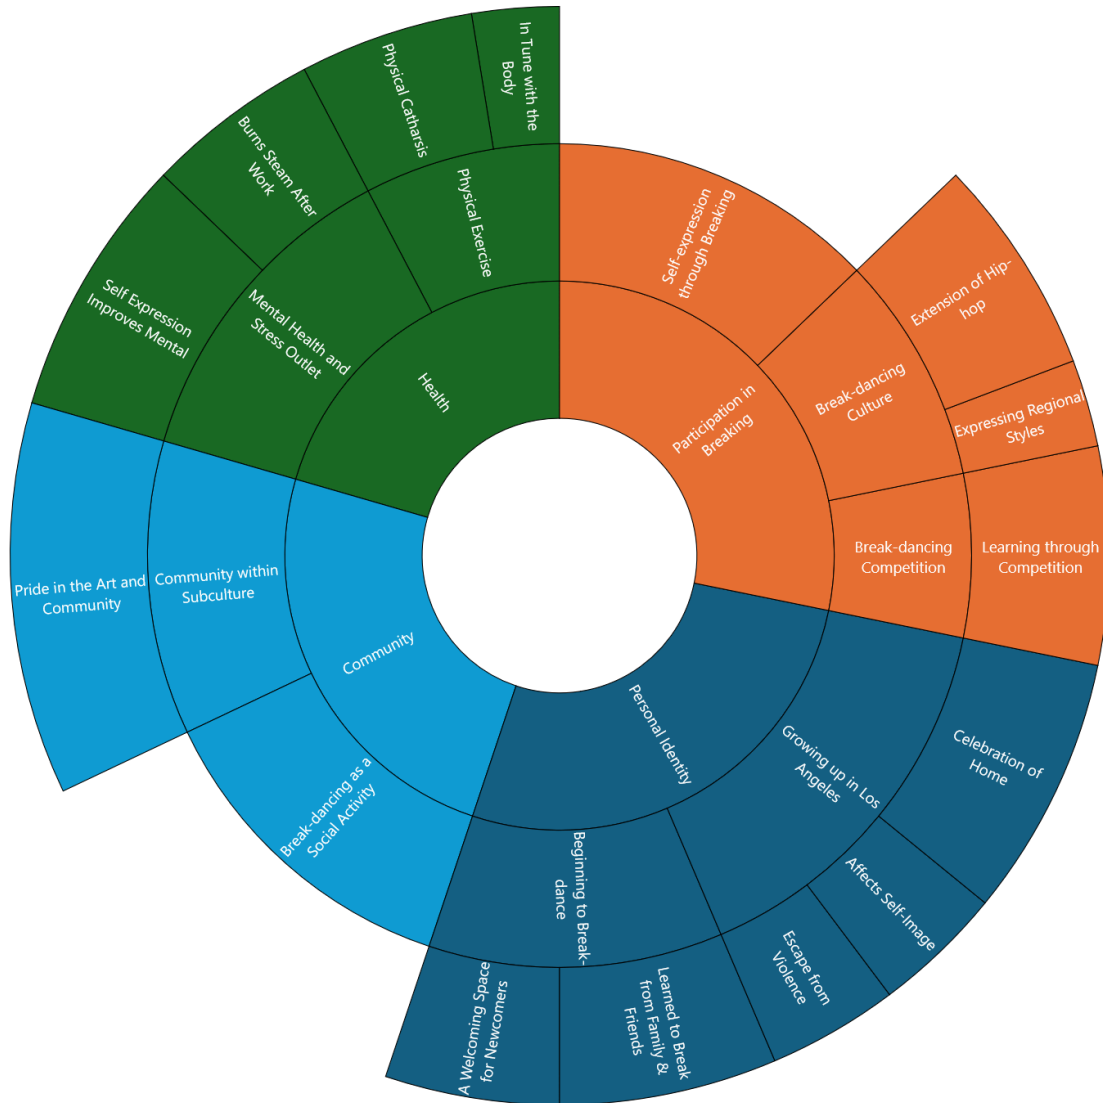 Participation in
Breaking
Self-expression
through Breaking
Break-dancing
Culture
Extension of Hip-
hop
Expressing Regional
Styles
Break-dancing
Competition
Learning through
Competition
Personal Identity
Growing up in Los
Angeles
Celebration of
Home
Affects Self-Image
Escape from
Violence
Beginning to Break-
dance
Learned to Break
from Family &
Friends
A Welcoming Space
for Newcomers
Community
Break-dancing as a
Social Activity
Community within
Subculture
Pride in the Art and
Community
Health
Mental Health and
Stress Outlet
Self Expression
Improves Mental
Burns Steam After
Work
Physical Exercise
Physical Catharsis
In Tune with the
Body